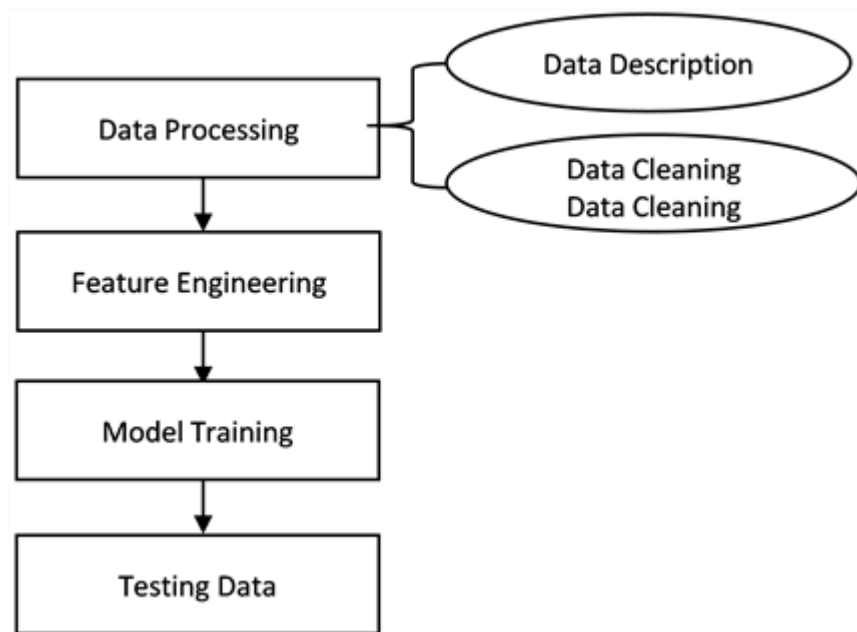 Data Description
Data Processing
Data Cleaning
Data Cleaning
Feature Engineering
Model Training
Testing Data